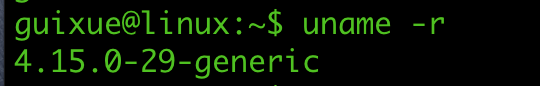 guixue@linux:~$ uname -r
4.15.0-29-generic